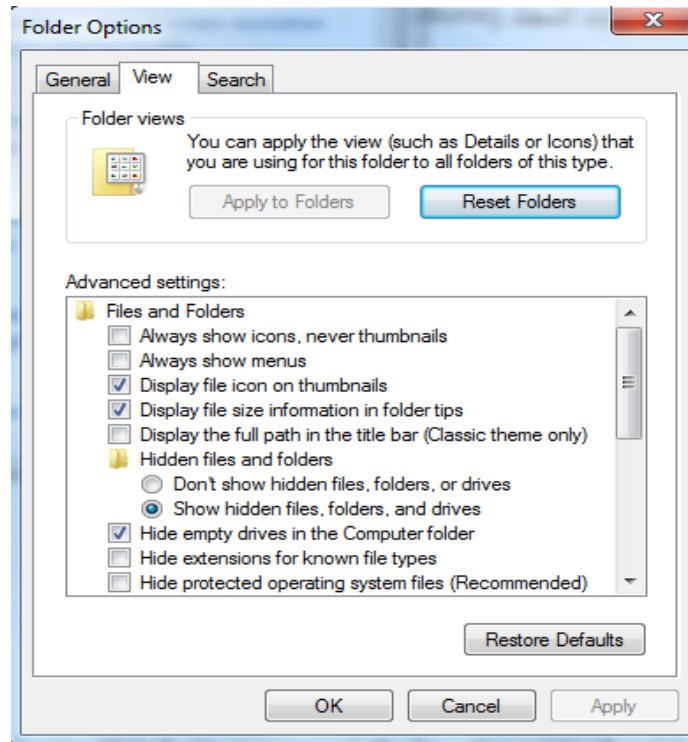 Folder Options
General View Search
Folder views
You can apply the view (such as Details or Icons) that
you are using for this folder to all folders of this type.
Apply to Folders Reset Folders
Advanced settings:
Files and Folders
Always show icons, never thumbnails
Always show menus
Display file icon on thumbnails
Display file size information in folder tips
Display the full path in the title bar (Classic theme only)
Hidden files and folders
Don't show hidden files, folders, or drives
Show hidden files, folders, and drives
Hide empty drives in the Computer folder
Hide extensions for known file types
Hide protected operating system files (Recommended)
Restore Defaults
OK Cancel Apply